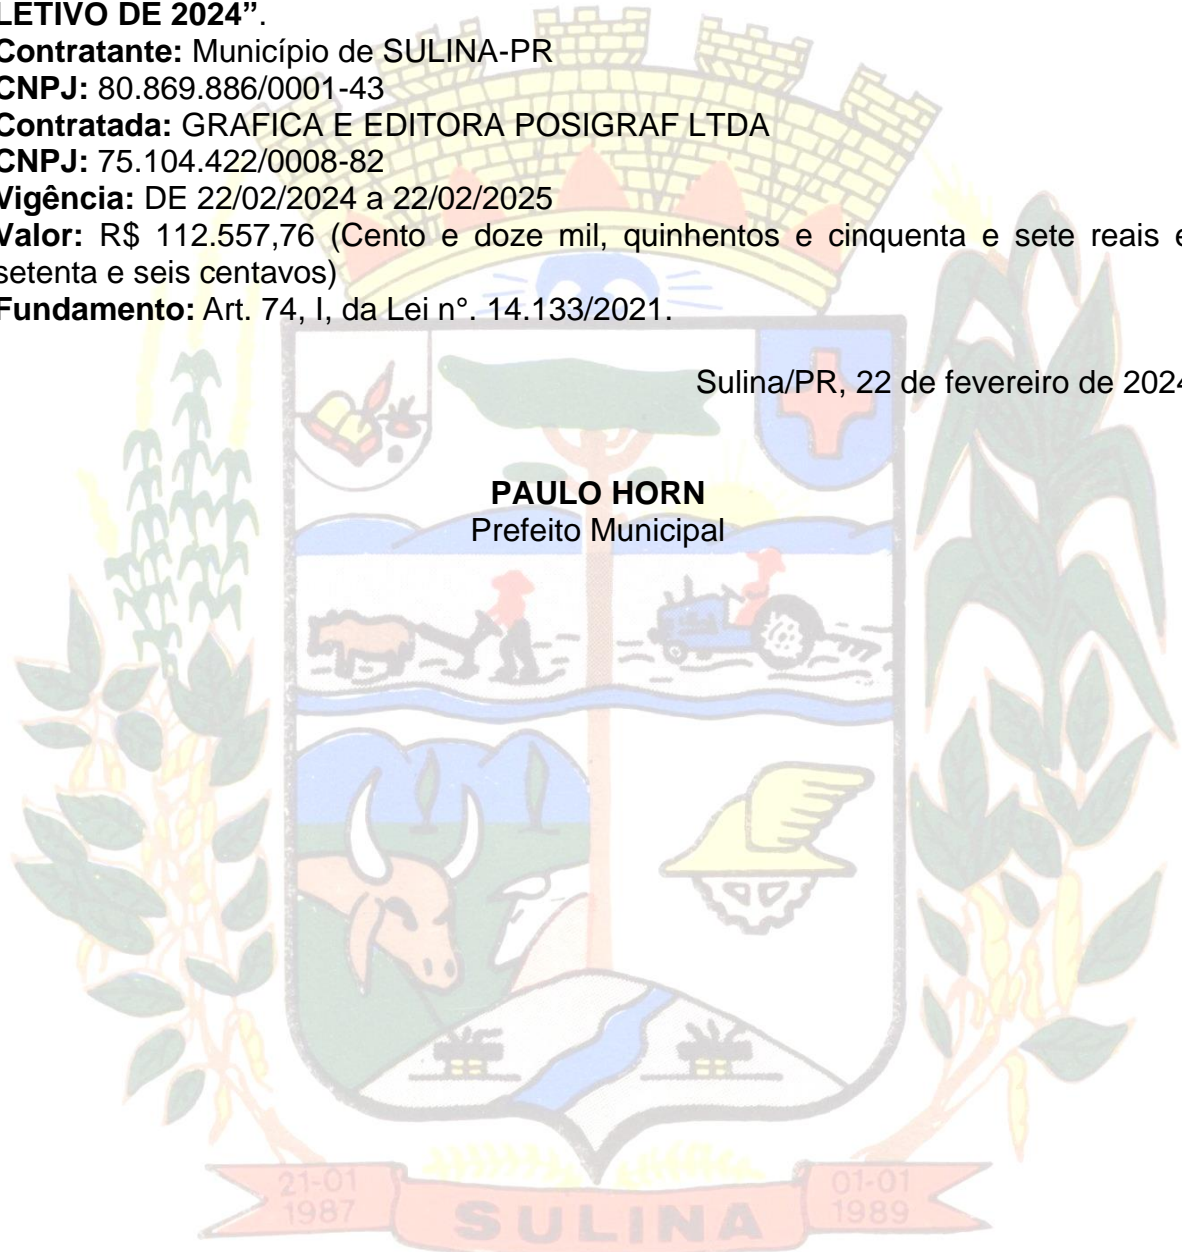 LETIVO DE 2024”.
Contratante: Município de SULINA-PR
CNPJ: 80.869.886/0001-43
Contratada: GRAFICA E EDITORA POSIGRAF LTDA
CNPJ: 75.104.422/0008-82
Vigência: DE 22/02/2024 a 22/02/2025
Valor: R$ 112.557,76 (Cento e doze mil, quinhentos e cinquenta e sete reais e
setenta e seis centavos)
Fundamento: Art. 74, I, da Lei n°. 14.133/2021.
Sulina/PR, 22 de fevereiro de 2024
PAULO HORN
Prefeito Municipal
21-01
1987
SULINA
01-01
1989